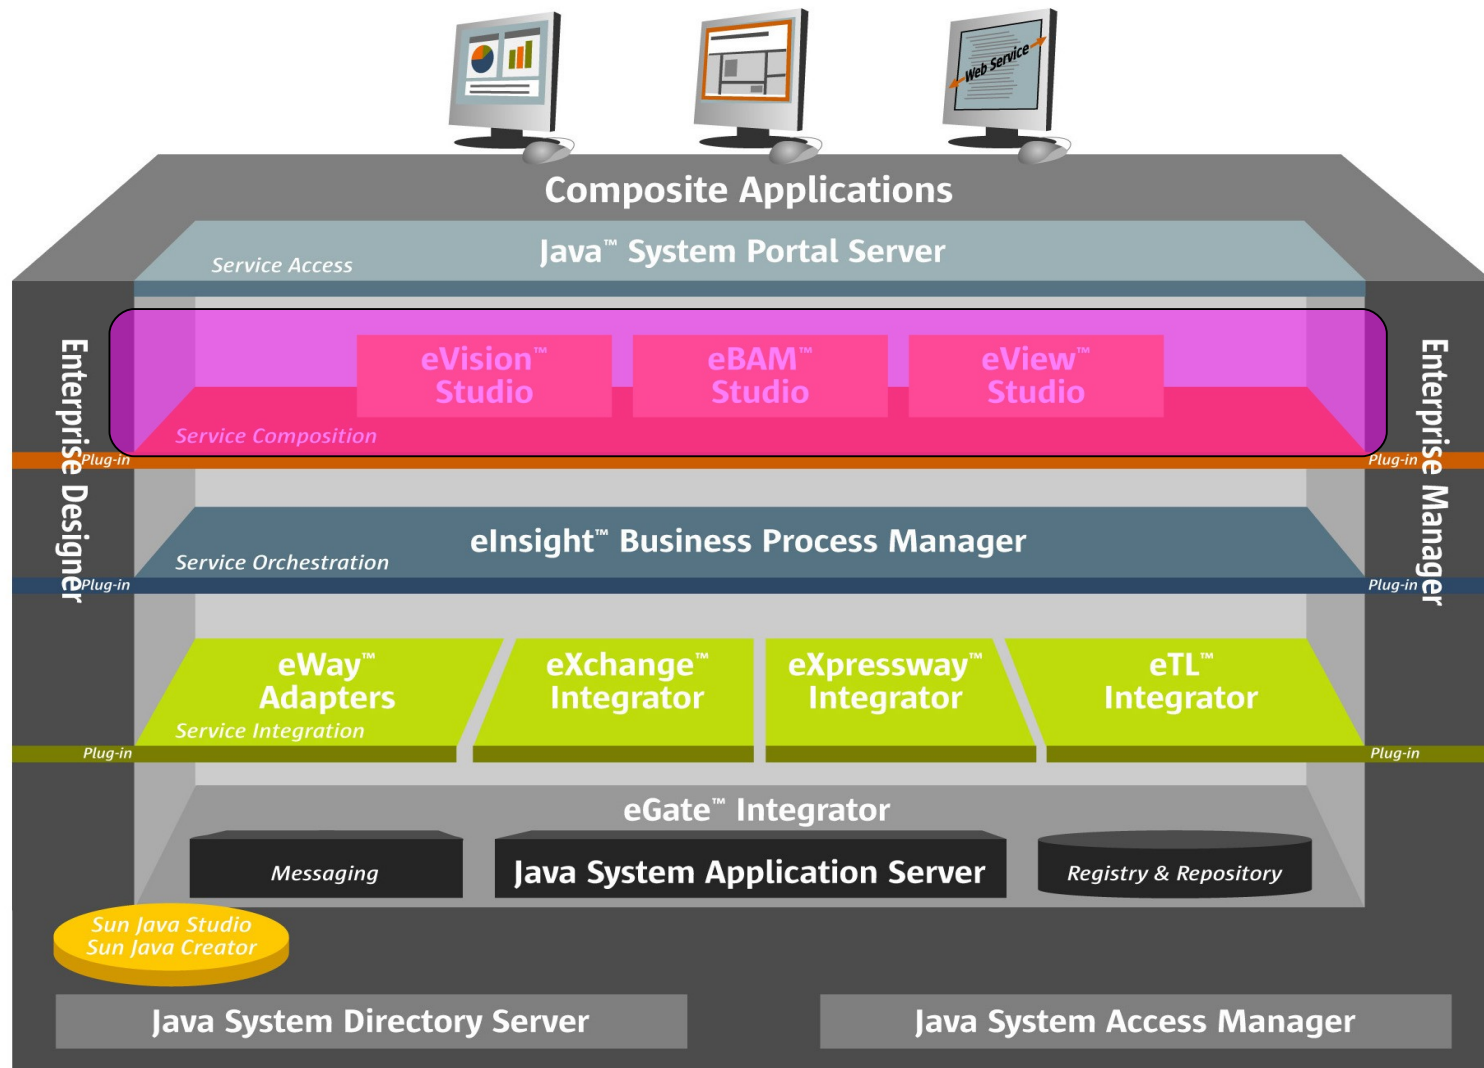 Web Service
Composite Applications
Java™ System Portal Server
Service Access
Enterprise Designer
Enterprise Manager
eVision™
Studio
eBAM™
Studio
eView™
Studio
Service Composition
Plug-in
Plug-in
eInsight™ Business Process Manager
Service Orchestration
Plug-in
Plug-in
eWay™
Adapters
eXchange™
Integrator
eXpressway™
Integrator
eTL™
Integrator
Service Integration
Plug-in
Plug-in
eGate™ Integrator
Messaging
Java System Application Server
Registry & Repository
Sun Java Studio
Sun Java Creator
Java System Directory Server
Java System Access Manager